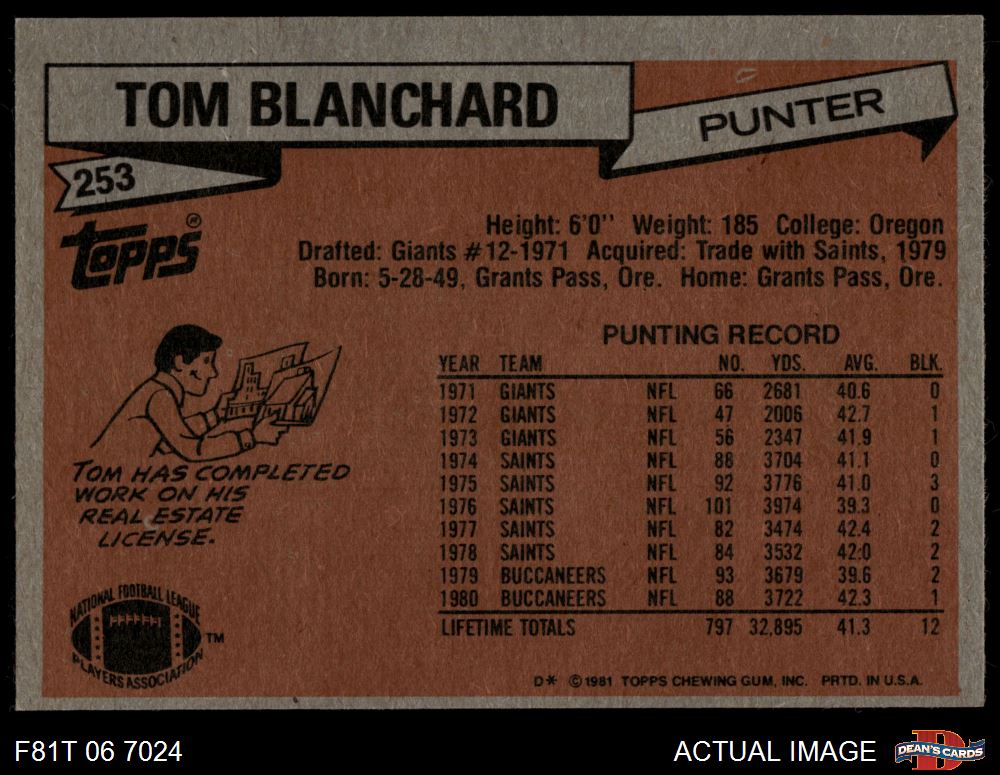 TOM BLANCHARD
PUNTER
253
topps®
Height: 6'0'' Weight: 185 College: Oregon
Drafted: Giants #12-1971 Acquired: Trade with Saints, 1979
Born: 5-28-49, Grants Pass, Ore. Home: Grants Pass, Ore.
TOM HAS COMPLETED
WORK ON HIS
REAL ESTATE
LICENSE.
NATIONAL FOOTBALL LEAGUE
PLAYERS ASSOCIATION
TM
PUNTING RECORD
YEAR TEAM NO. YDS. AVG. BLK.
1971 GIANTS NFL 66 2681 40.6 0
1972 GIANTS NFL 47 2006 42.7 1
1973 GIANTS NFL 56 2347 41.9 1
1974 SAINTS NFL 88 3704 41.1 0
1975 SAINTS NFL 92 3776 41.0 3
1976 SAINTS NFL 101 3974 39.3 0
1977 SAINTS NFL 82 3474 42.4 2
1978 SAINTS NFL 84 3532 42.0 2
1979 BUCCANEERS NFL 93 3679 39.6 2
1980 BUCCANEERS NFL 88 3722 42.3 1
LIFETIME TOTALS 797 32,895 41.3 12
D* © 1981 TOPPS CHEWING GUM, INC. PRTD. IN U.S.A.
F81T 06 7024
ACTUAL IMAGE
D
DEAN'S CARDS